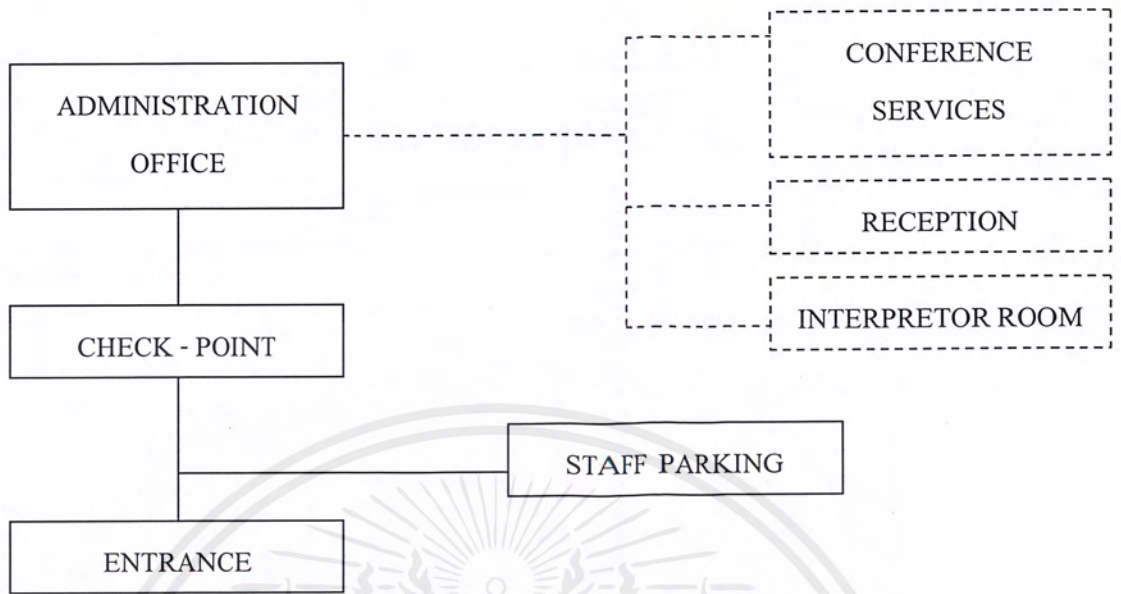 CONFERENCE
SERVICES
ADMINISTRATION
OFFICE
RECEPTION
INTERPRETOR ROOM
CHECK - POINT
STAFF PARKING
ENTRANCE